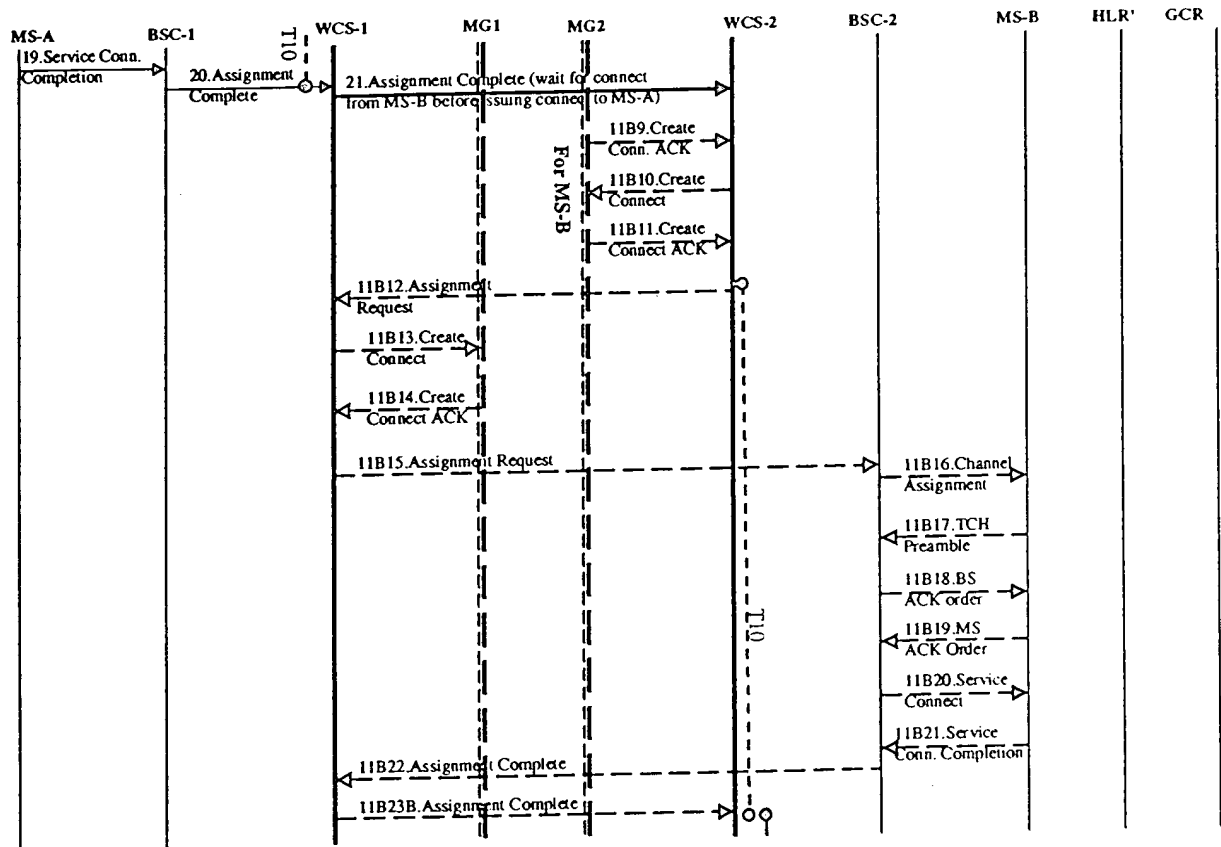 MS-A
BSC-1
T10
WCS-1
MG1
MG2
WCS-2
BSC-2
MS-B
HLR'
GCR
19.Service Conn.
Completion
20.Assignment
Complete
21.Assignment Complete (wait for connect
from MS-B before issuing connect to MS-A)
11B9.Create
Conn. ACK
For MS-B
11B10.Create
Connect
11B11.Create
Connect ACK
11B12.Assignment
Request
11B13.Create
Connect
11B14.Create
Connect ACK
11B15.Assignment Request
11B16.Channel
Assignment
11B17.TCH
Preamble
11B18.BS
ACK order
T10
11B19.MS
ACK Order
11B20.Service
Connect
11B21.Service
Conn. Completion
11B22.Assignment Complete
11B23B.Assignment Complete